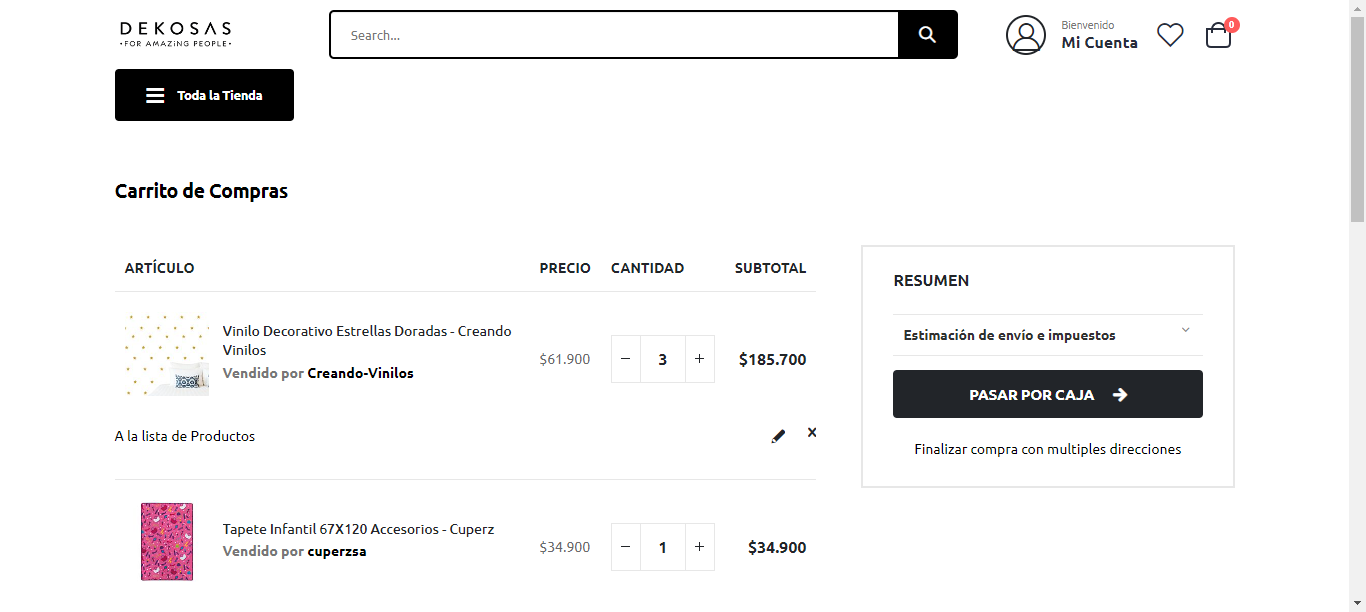 DEKOSAS
•FOR AMAZING PEOPLE•
Search...
Bienvenido
Mi Cuenta
0
Toda la Tienda
Carrito de Compras
ARTÍCULO PRECIO CANTIDAD SUBTOTAL
Vinilo Decorativo Estrellas Doradas - Creando
Vinilos
Vendido por Creando-Vinilos
$61.900 − 3 + $185.700
A la lista de Productos
Tapete Infantil 67X120 Accesorios - Cuperz
Vendido por cuperzsa
$34.900 − 1 + $34.900
RESUMEN
Estimación de envío e impuestos
PASAR POR CAJA
Finalizar compra con multiples direcciones